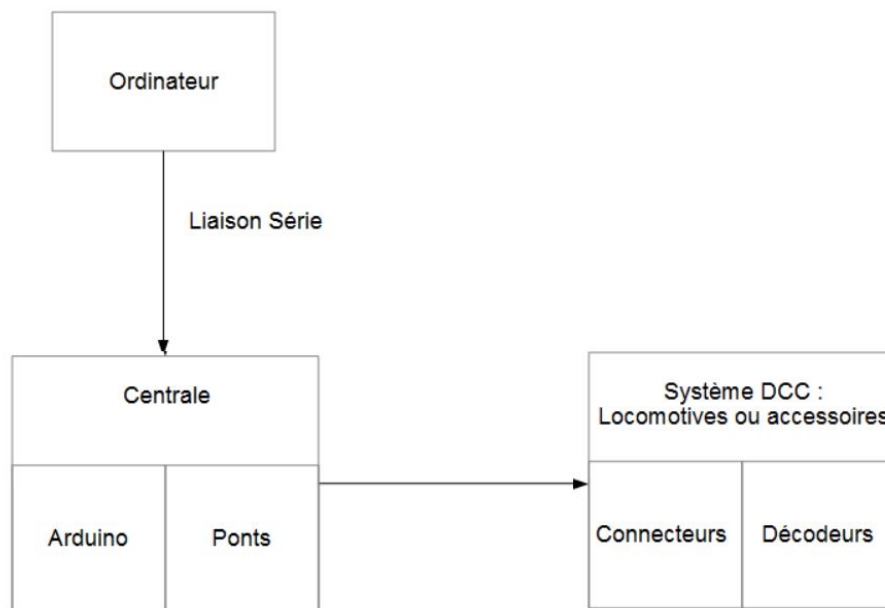 Ordinateur
Liaison Série
Centrale
Arduino
Ponts
Système DCC :
Locomotives ou accessoires
Connecteurs
Décodeurs